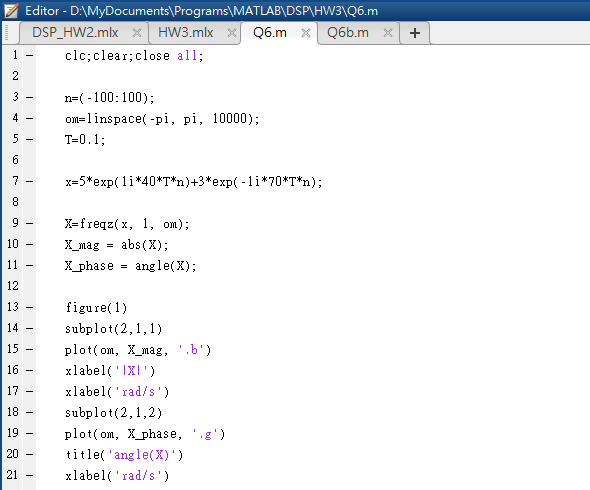 Editor - D:\MyDocuments\Programs\MATLAB\DSP\HW3\Q6.m
DSP_HW2.mlx × HW3.mlx × Q6.m × Q6b.m × +
1 – clc;clear;close all;
2
3 – n=(-100:100);
4 – om=linspace(-pi, pi, 10000);
5 – T=0.1;
6
7 – x=5*exp(1i*40*T*n)+3*exp(-1i*70*T*n);
8
9 – X=freqz(x, 1, om);
10 – X_mag = abs(X);
11 – X_phase = angle(X);
12
13 – figure(1)
14 – subplot(2,1,1)
15 – plot(om, X_mag, '.b')
16 – xlabel('|X|')
17 – xlabel('rad/s')
18 – subplot(2,1,2)
19 – plot(om, X_phase, '.g')
20 – title('angle(X)')
21 – xlabel('rad/s')